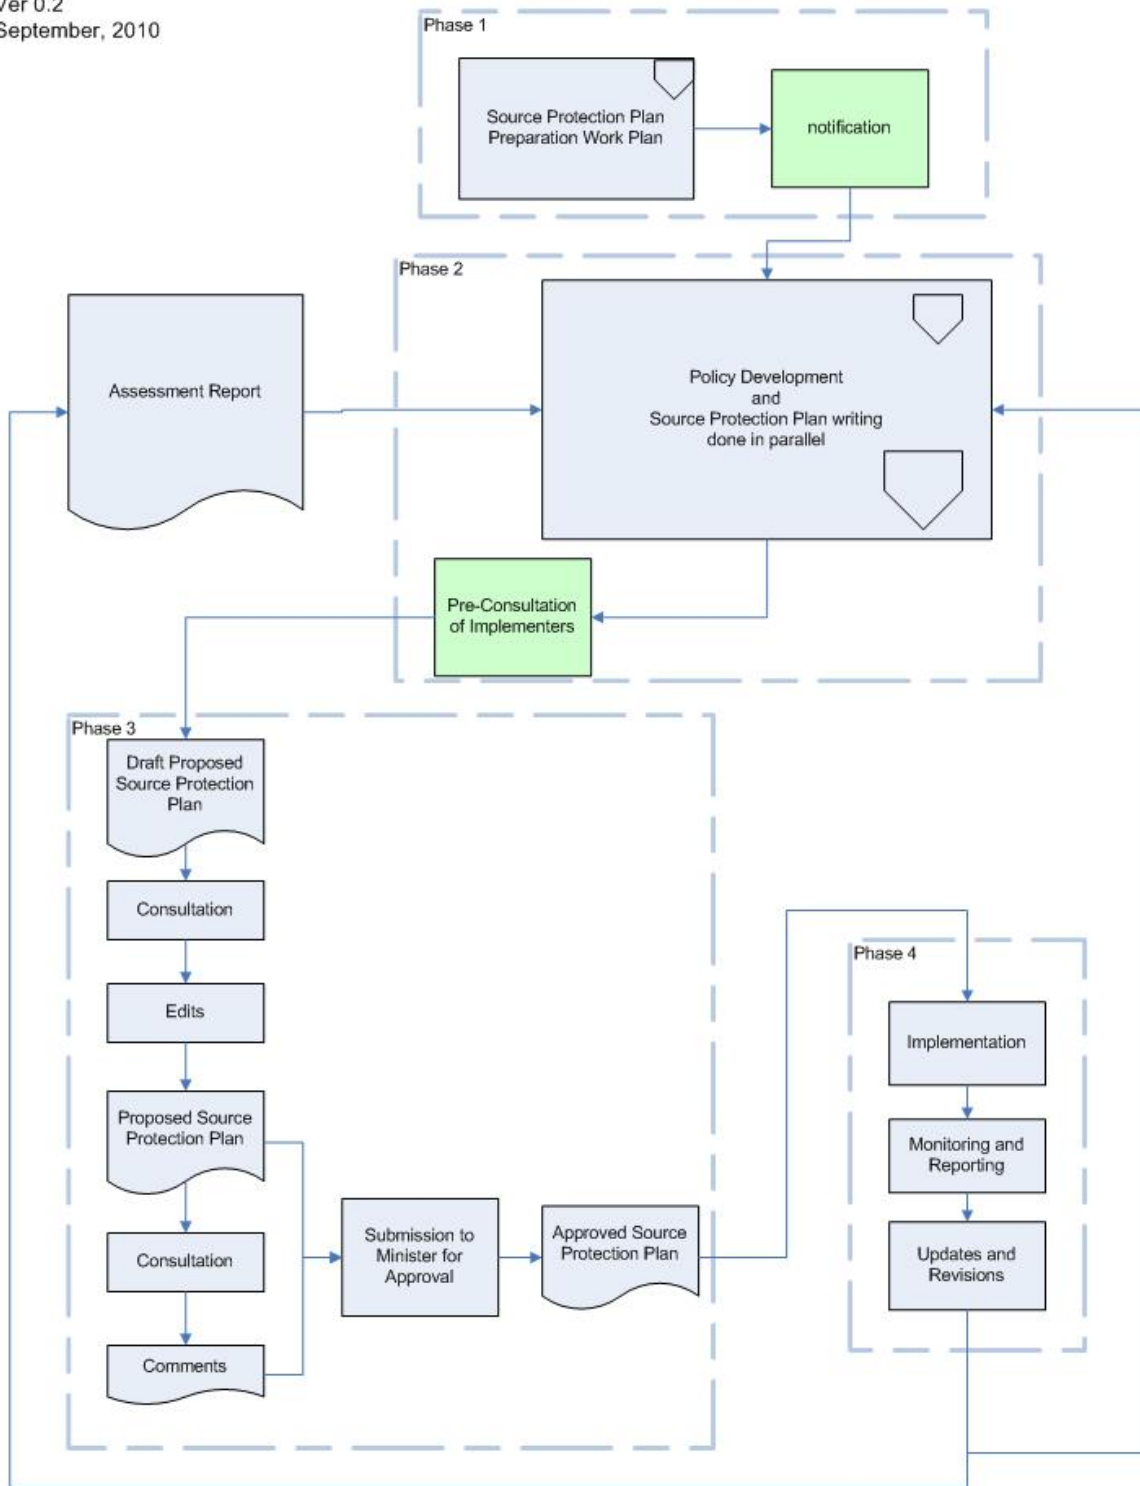 Ver 0.2
September, 2010
Phase 1
Source Protection Plan
Preparation Work Plan
notification
Phase 2
Assessment Report
Policy Development
and
Source Protection Plan writing
done in parallel
Pre-Consultation
of Implementers
Phase 3
Draft Proposed
Source Protection
Plan
Consultation
Edits
Proposed Source
Protection Plan
Consultation
Comments
Submission to
Minister for
Approval
Approved Source
Protection Plan
Phase 4
Implementation
Monitoring and
Reporting
Updates and
Revisions